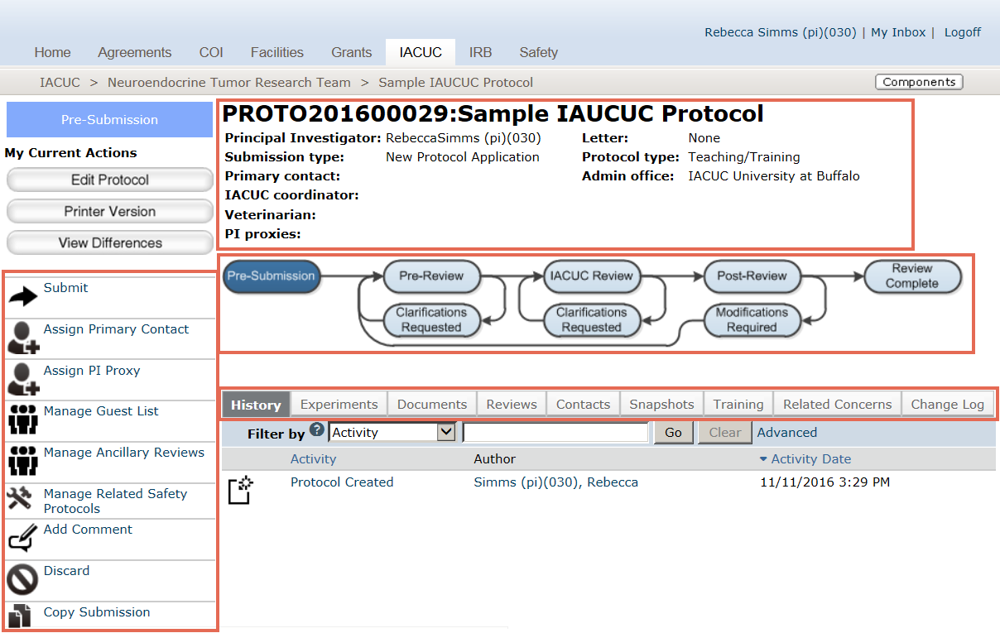 Rebecca Simms (pi)(030) | My Inbox | Logoff
Home Agreements COI Facilities Grants IACUC IRB Safety
IACUC > Neuroendocrine Tumor Research Team > Sample IAUCUC Protocol
Components
Pre-Submission
My Current Actions
Edit Protocol
Printer Version
View Differences
Submit
Assign Primary Contact
Assign PI Proxy
Manage Guest List
Manage Ancillary Reviews
Manage Related Safety
Protocols
Add Comment
Discard
Copy Submission
PROTO201600029:Sample IAUCUC Protocol
Principal Investigator: RebeccaSimms (pi)(030) Letter: None
Submission type: New Protocol Application Protocol type: Teaching/Training
Primary contact: Admin office: IACUC University at Buffalo
IACUC coordinator:
Veterinarian:
PI proxies:
Pre-Submission
Pre-Review
IACUC Review
Post-Review
Review
Complete
Clarifications
Requested
Clarifications
Requested
Modifications
Required
History Experiments Documents Reviews Contacts Snapshots Training Related Concerns Change Log
Filter by ? Activity Go Clear Advanced
Activity Author Activity Date
Protocol Created Simms (pi)(030), Rebecca 11/11/2016 3:29 PM